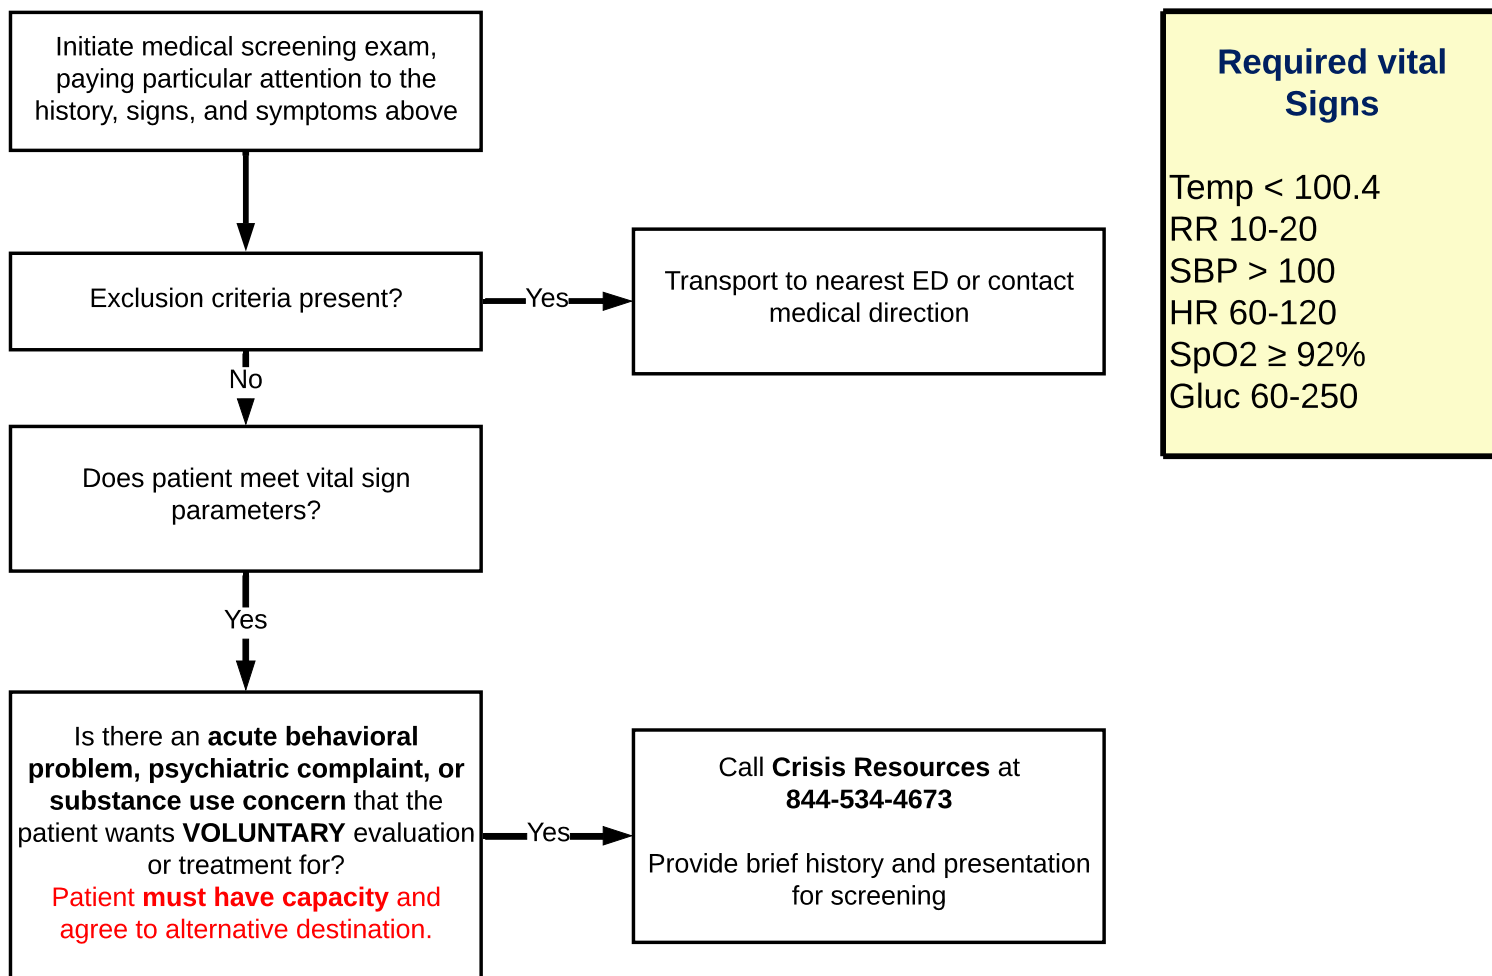 Initiate medical screening exam,
paying particular attention to the
history, signs, and symptoms above
Exclusion criteria present?
Yes
Transport to nearest ED or contact
medical direction
No
Does patient meet vital sign
parameters?
Yes
Is there an acute behavioral
problem, psychiatric complaint, or
substance use concern that the
patient wants VOLUNTARY evaluation
or treatment for?
Patient must have capacity and
agree to alternative destination.
Yes
Call Crisis Resources at
844-534-4673
Provide brief history and presentation
for screening
Required vital
Signs
Temp < 100.4
RR 10-20
SBP > 100
HR 60-120
SpO2 ≥ 92%
Gluc 60-250